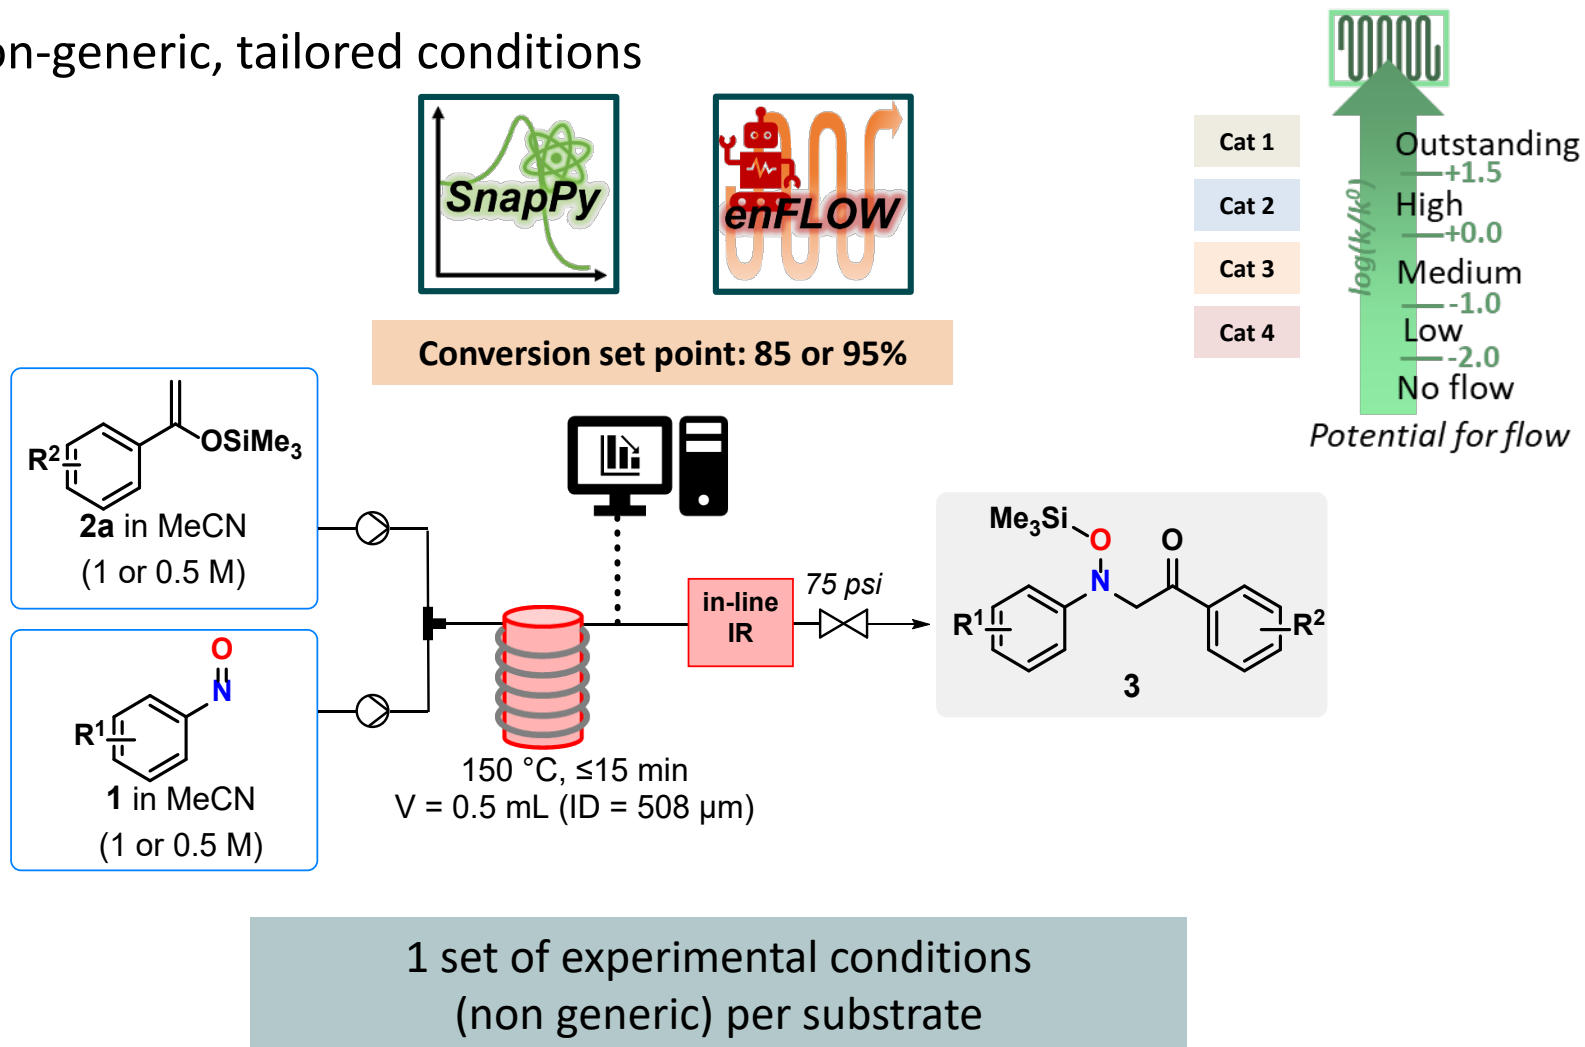 on-generic, tailored conditions
SnapPy
enFLOW
Conversion set point: 85 or 95%
Cat 1
Cat 2
Cat 3
Cat 4
log(k/k⁰)
Outstanding
+1.5
High
+0.0
Medium
-1.0
Low
-2.0
No flow
Potential for flow
R²
OSiMe₃
2a in MeCN
(1 or 0.5 M)
O
N
R¹
1 in MeCN
(1 or 0.5 M)
150 °C, ≤15 min
V = 0.5 mL (ID = 508 µm)
in-line
IR
75 psi
Me₃Si
O
O
N
R¹
R²
3
1 set of experimental conditions
(non generic) per substrate